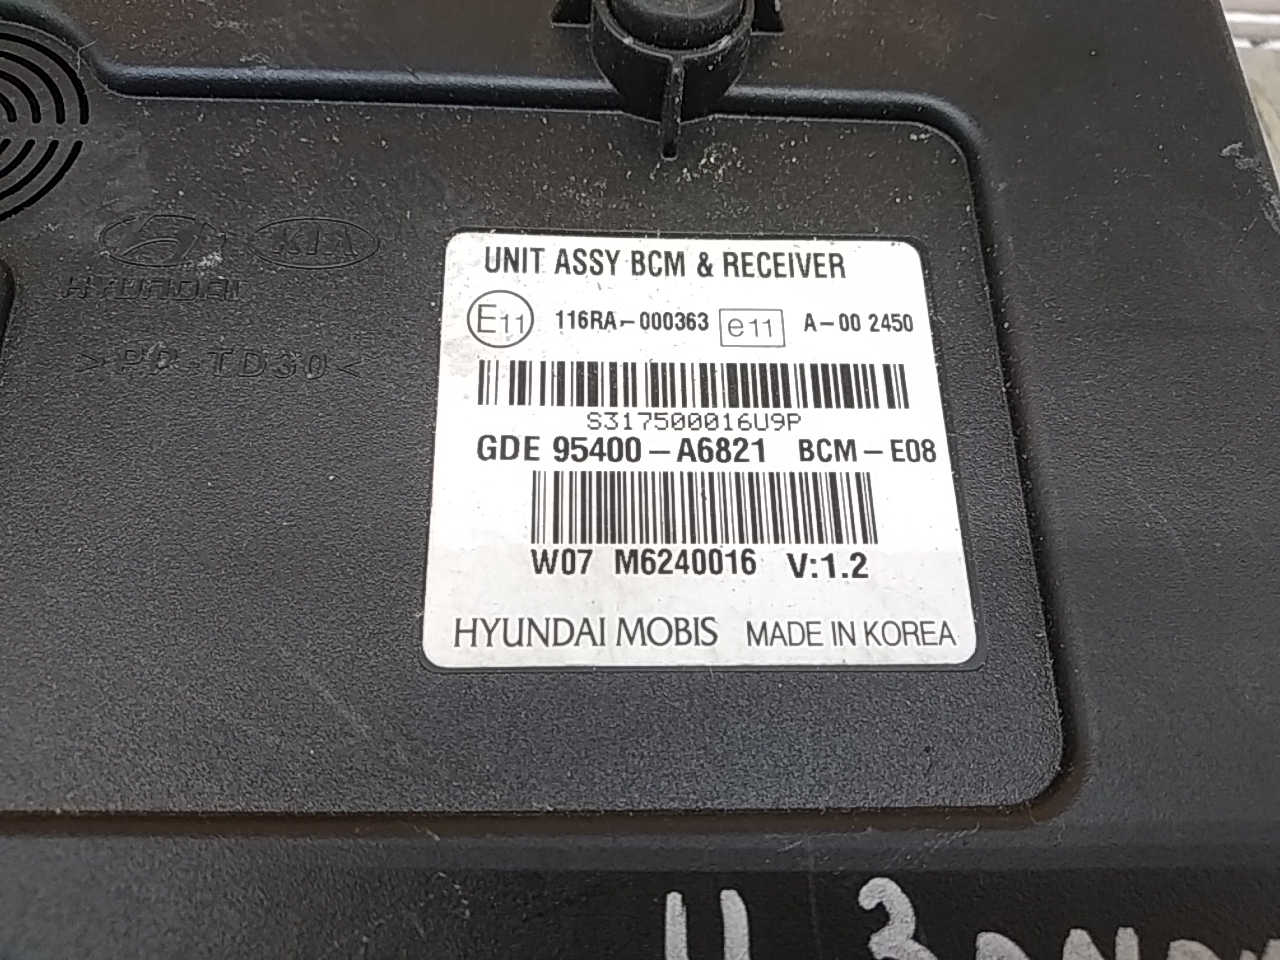 KIA
HYUNDAI
>PP-TD30<
UNIT ASSY BCM & RECEIVER
E11 116RA-000363 e11 A-00 2450
S317500016U9P
GDE 95400-A6821 BCM-E08
W07 M6240016 V:1.2
HYUNDAI MOBIS MADE IN KOREA